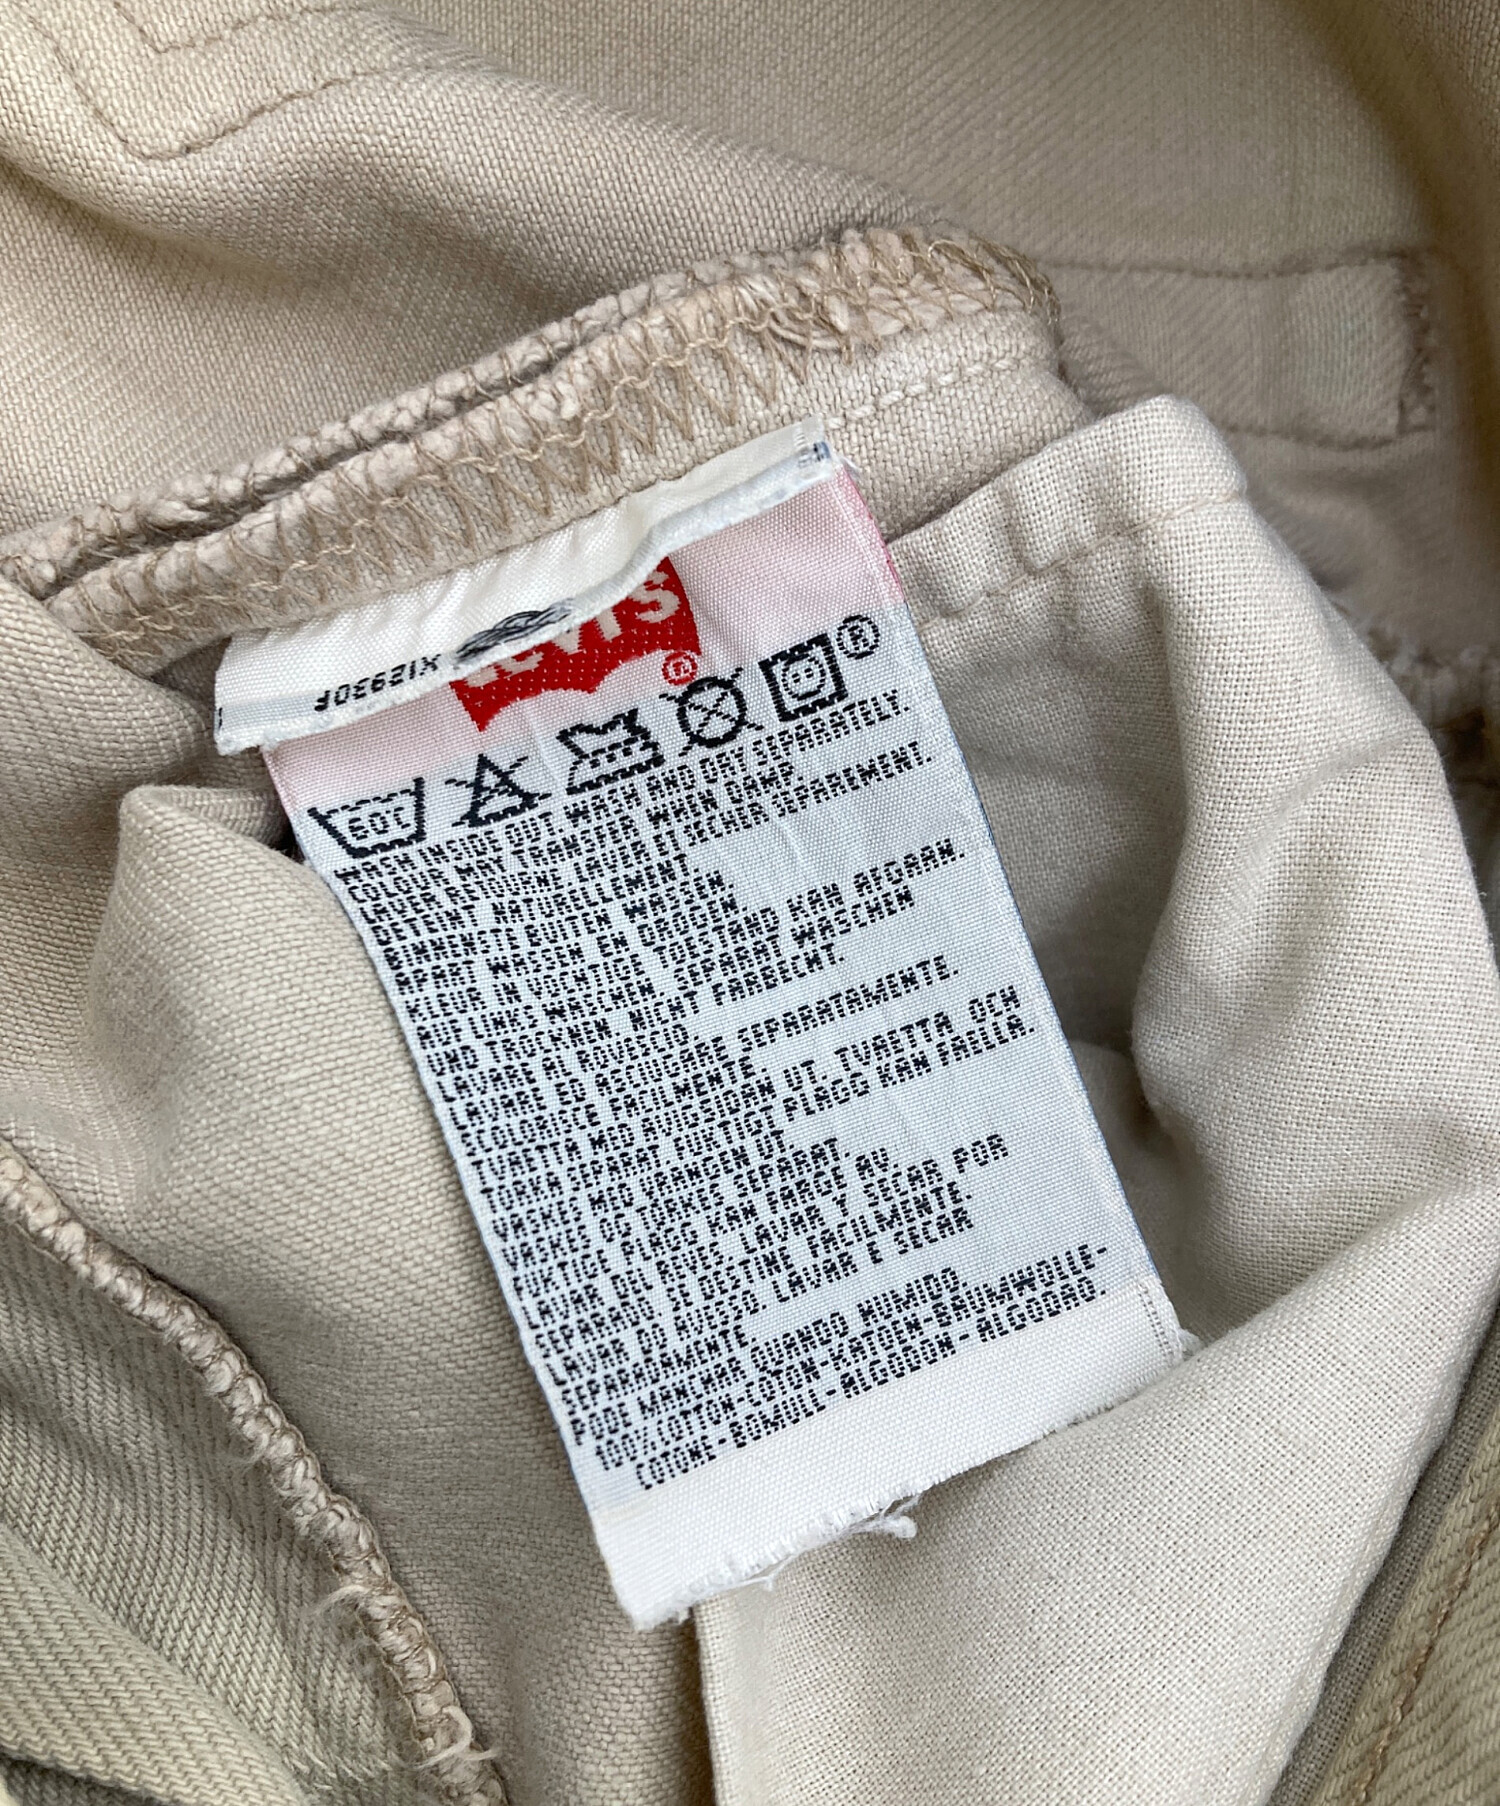 Levi's
®
®
60°C
WASH INSIDE OUT. WASH AND DRY SEPARATELY.
COLOUR MAY TRANSFER WHEN DAMP.
LAVER RETOURNE. LAVER ET SECHER SEPAREMENT.
DETEINT NATURELLEMENT.
BINNENSTE BUITEN WASSEN.
APART WASSEN EN DROGEN.
KLEUR IN VOCHTIGE TOESTAND KAN AFGAAN.
AUF LINKS WASCHEN. SEPARAT WASCHEN
UND TROCKNEN. NICHT FARBECHT.
LAVARE AL ROVESCIO.
LAVARE ED ASCIUGARE SEPARATAMENTE.
SCOLORISCE FACILMENTE.
TVAETTA MED AVIGSIDAN UT. TVAETTA OCH
TORKA SEPARAT. FUKTIGT PLAGG KAN FAELLA.
VASKES MED VRANGEN UT.
VASKES OG TORKES SEPARAT.
FUKTIGE PLAGG KAN FARGE AV
LAVAR DEL REVES. LAVAR Y SECAR POR
SEPARADO. SE DESTINE FACILMENTE.
LAVAR DO AVESSO. LAVAR E SECAR
SEPARADAMENTE
PODE MANCHAR QUANDO HUMIDO.
100% COTTON-COTON-KATOEN-BAUMWOLLE-
COTONE-BOMULL-ALGODON-ALGODAO.